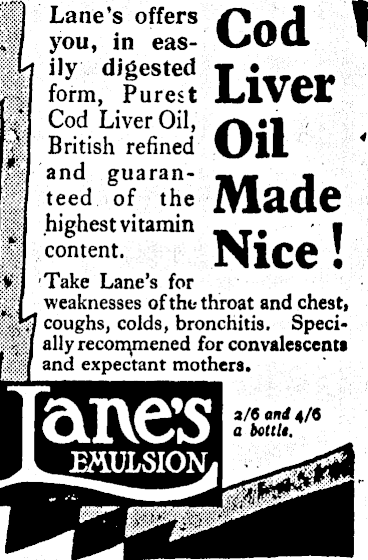 Lane's offers
you, in eas-
ily digested
form, Purest
Cod Liver Oil,
British refined
and guaran-
teed of the
highest vitamin
content.
Cod
Liver
Oil
Made
Nice!
Take Lane's for
weaknesses of the throat and chest,
coughs, colds, bronchitis. Speci-
ally recommened for convalescents
and expectant mothers.
Lane's
EMULSION
2/6 and 4/6
a bottle.